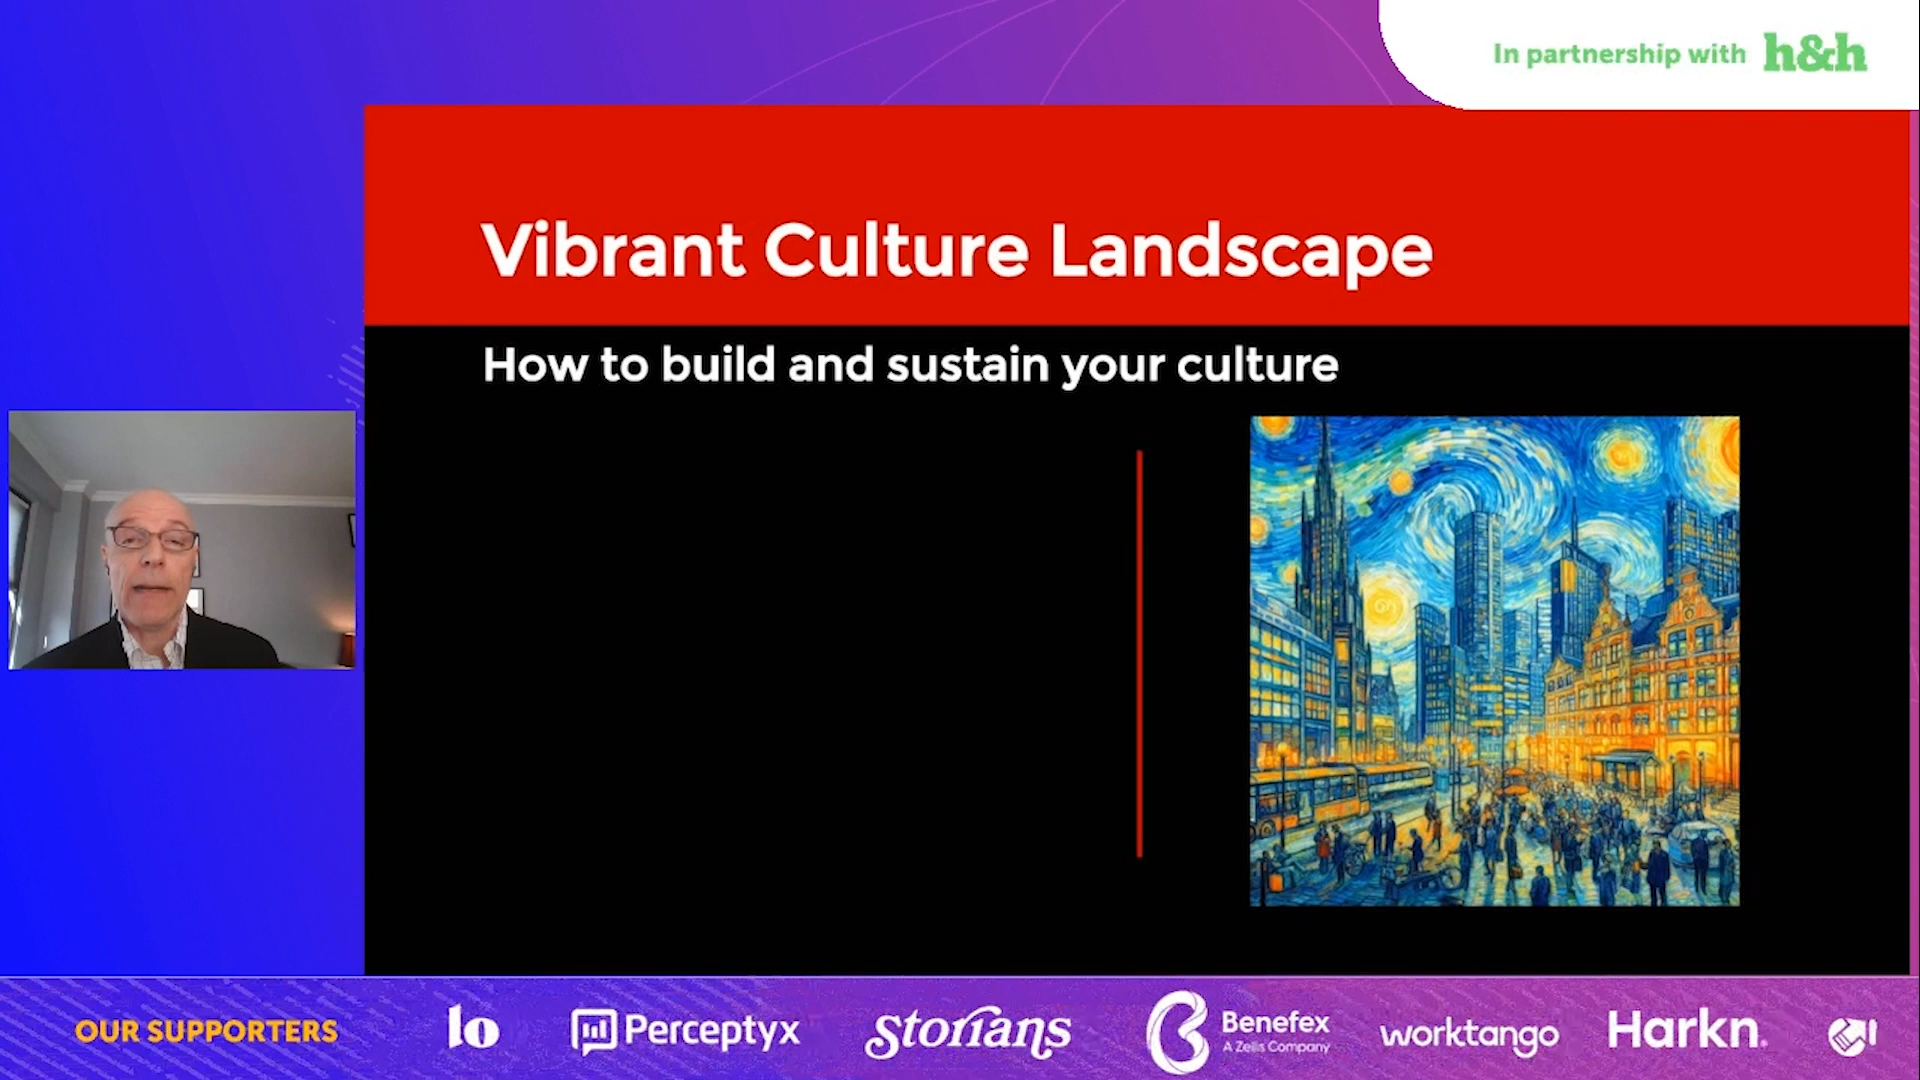 In partnership with h&h
Vibrant Culture Landscape
How to build and sustain your culture
OUR SUPPORTERS
lo
Perceptyx
Storians
Benefex
A Zelis Company
worktango
Harkn.